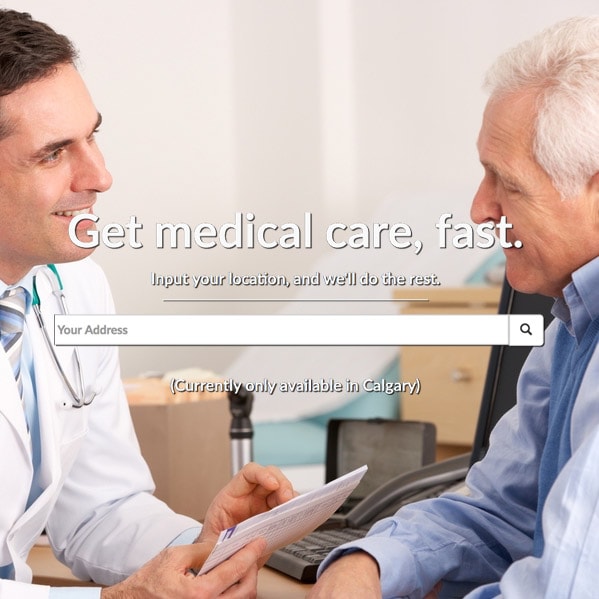 Get medical care, fast.
Input your location, and we'll do the rest.
Your Address
(Currently only available in Calgary)